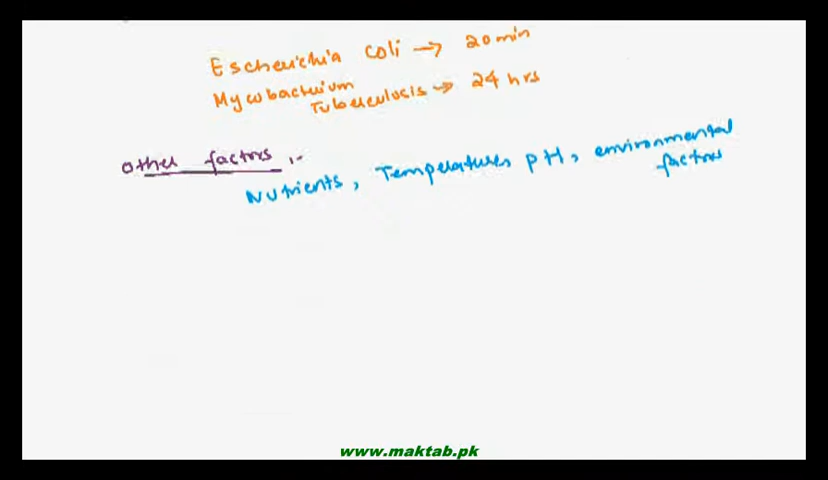 Escherichia coli → 20 min
Mycobacterium
Tuberculosis → 24 hrs
other factors :-
Nutrients, Temperatures, pH, environmental
factors
www.maktab.pk